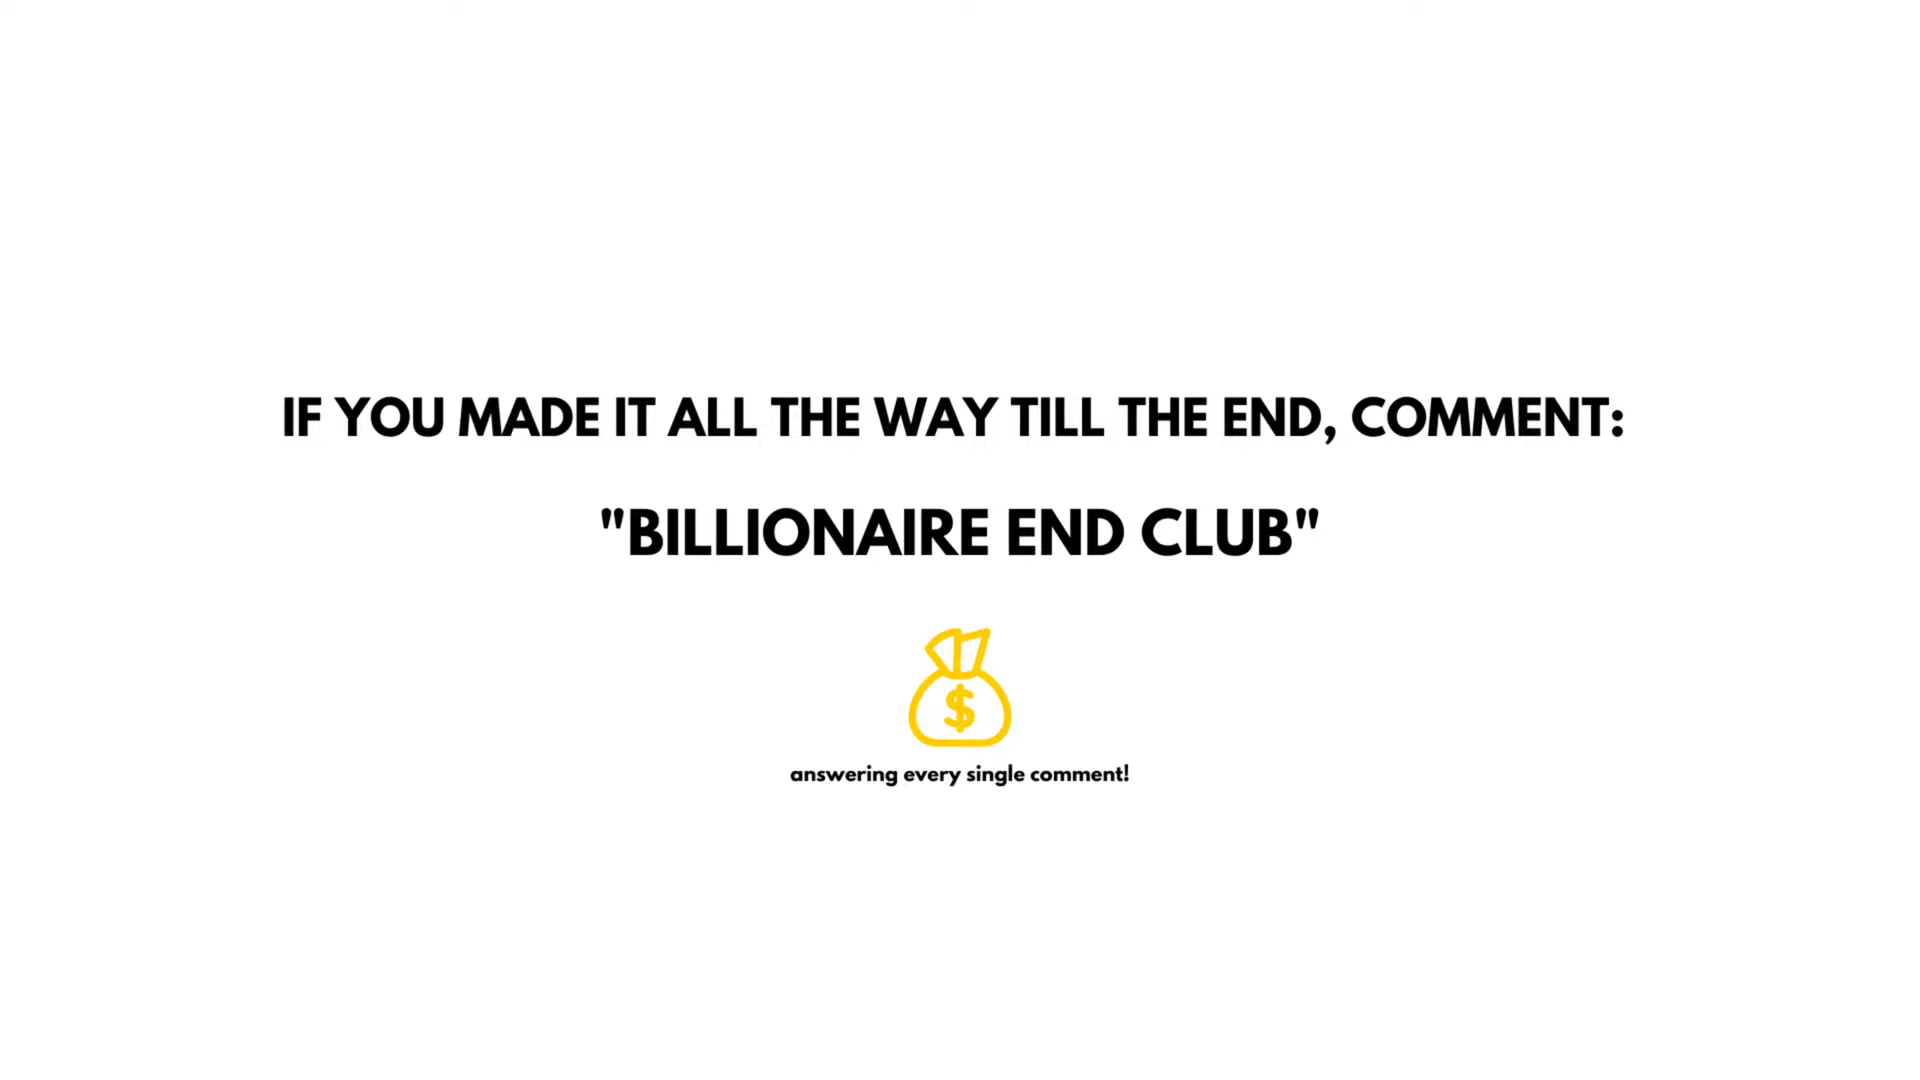 IF YOU MADE IT ALL THE WAY TILL THE END, COMMENT:
"BILLIONAIRE END CLUB"
$
answering every single comment!